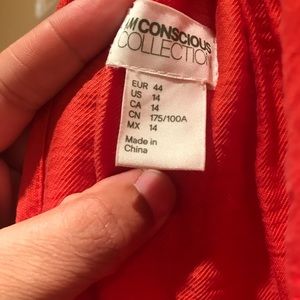 CONSCIOUS
COLLECTION
EUR 44
US 14
CA 14
CN 175/100A
MX 14
Made in
China